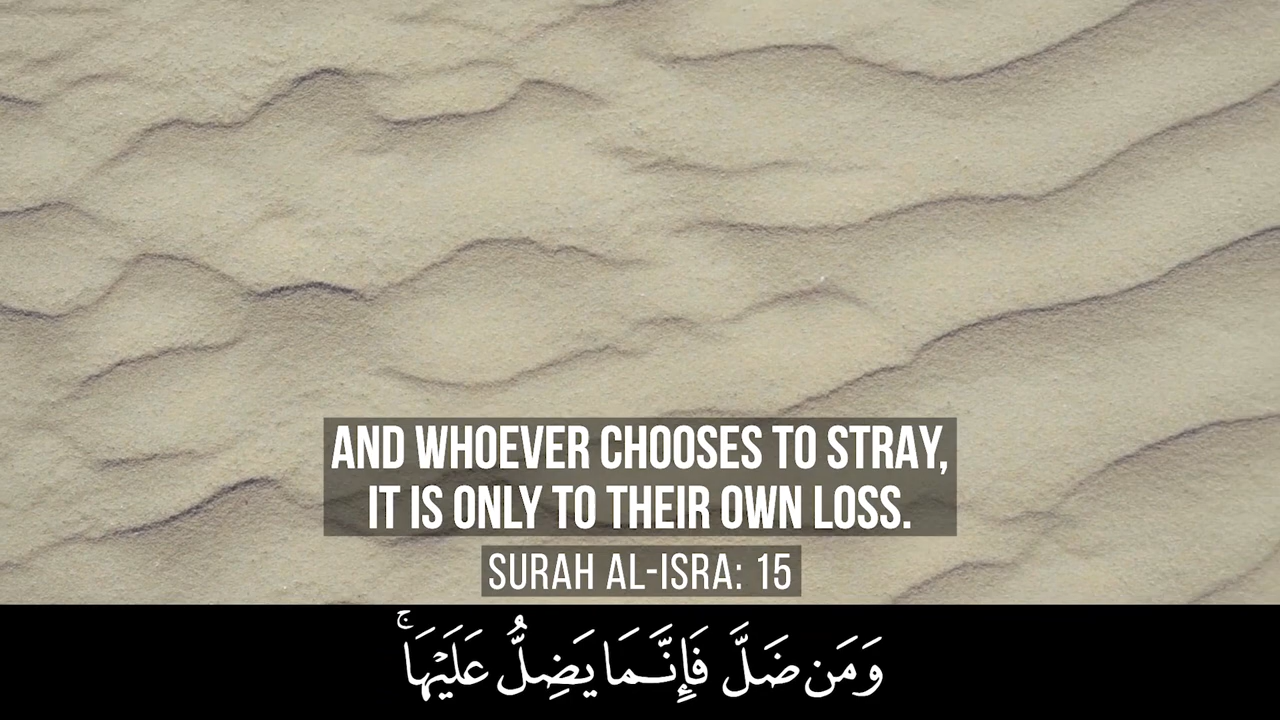 AND WHOEVER CHOOSES TO STRAY,
IT IS ONLY TO THEIR OWN LOSS.
SURAH AL-ISRA: 15
وَمَن ضَلَّ فَإِنَّمَا يَضِلُّ عَلَيْهَا ۚ